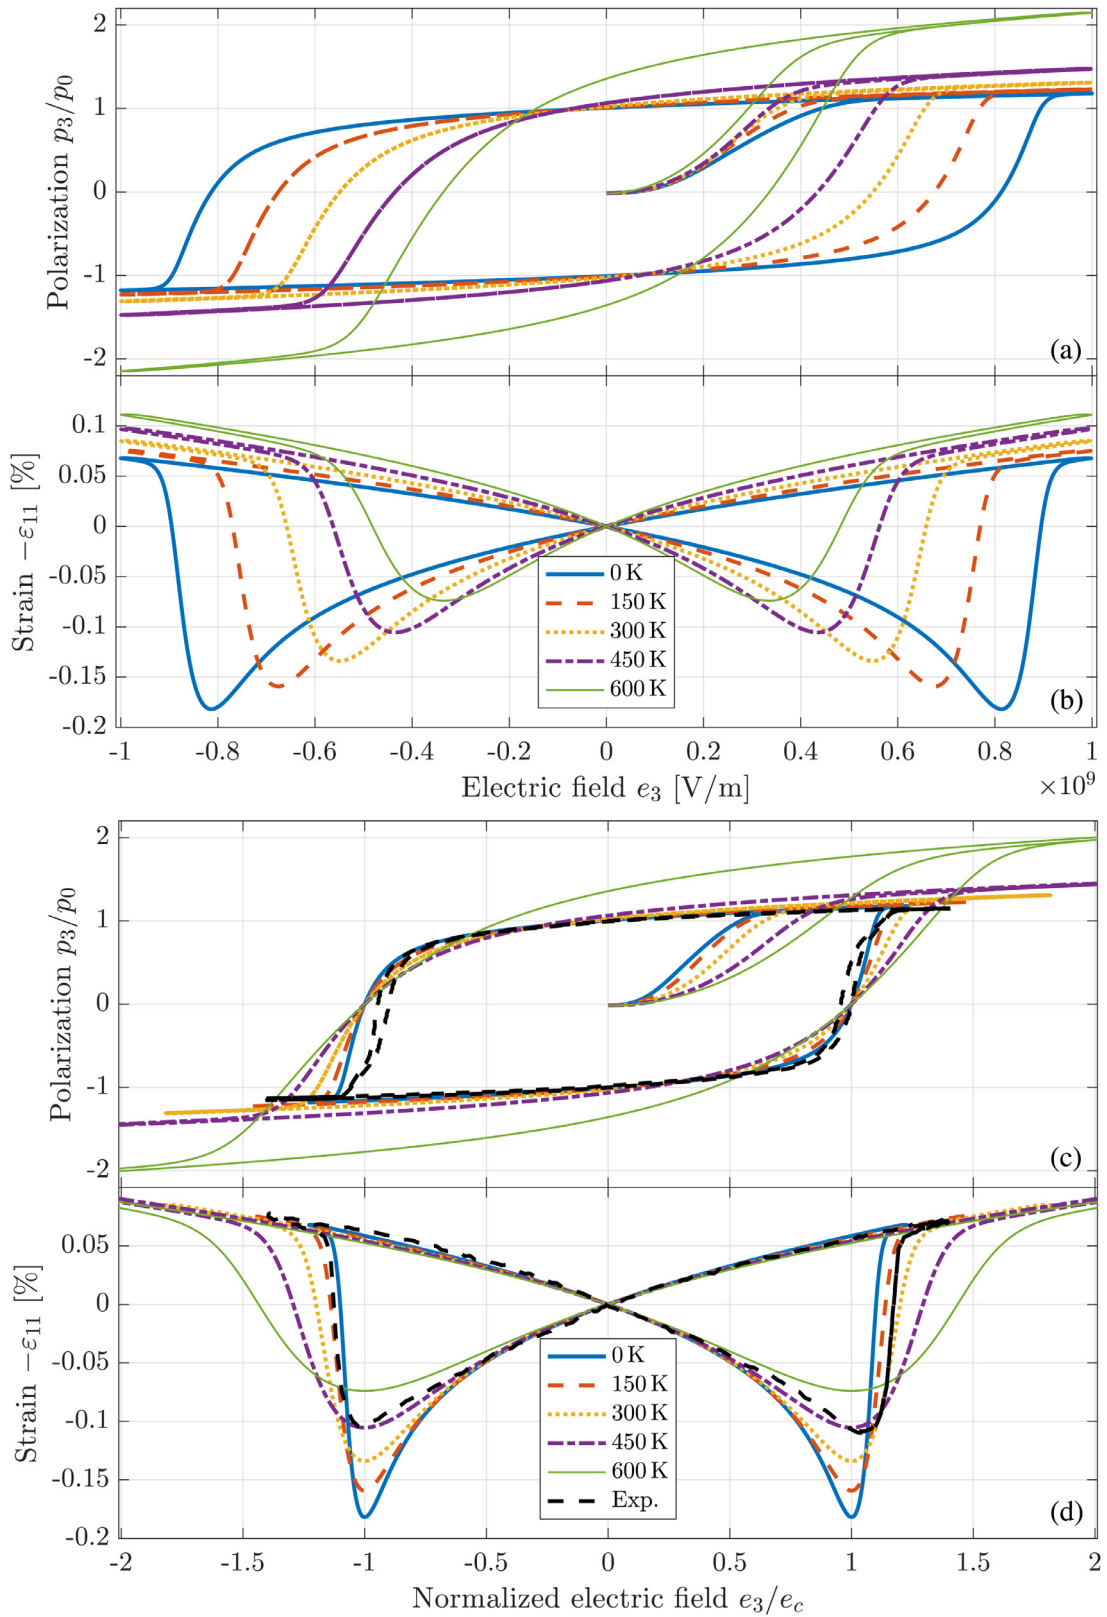 2
1
0
-1
-2
Polarization p₃/p₀
(a)
0.1
0.05
0
-0.05
-0.1
-0.15
-0.2
Strain −ε₁₁ [%]
0 K
150 K
300 K
450 K
600 K
(b)
-1 -0.8 -0.6 -0.4 -0.2 0 0.2 0.4 0.6 0.8 1
Electric field e₃ [V/m]
×10⁹
2
1
0
-1
-2
Polarization p₃/p₀
(c)
0.05
0
-0.05
-0.1
-0.15
-0.2
Strain −ε₁₁ [%]
0 K
150 K
300 K
450 K
600 K
Exp.
(d)
-2 -1.5 -1 -0.5 0 0.5 1 1.5 2
Normalized electric field e₃/e_c